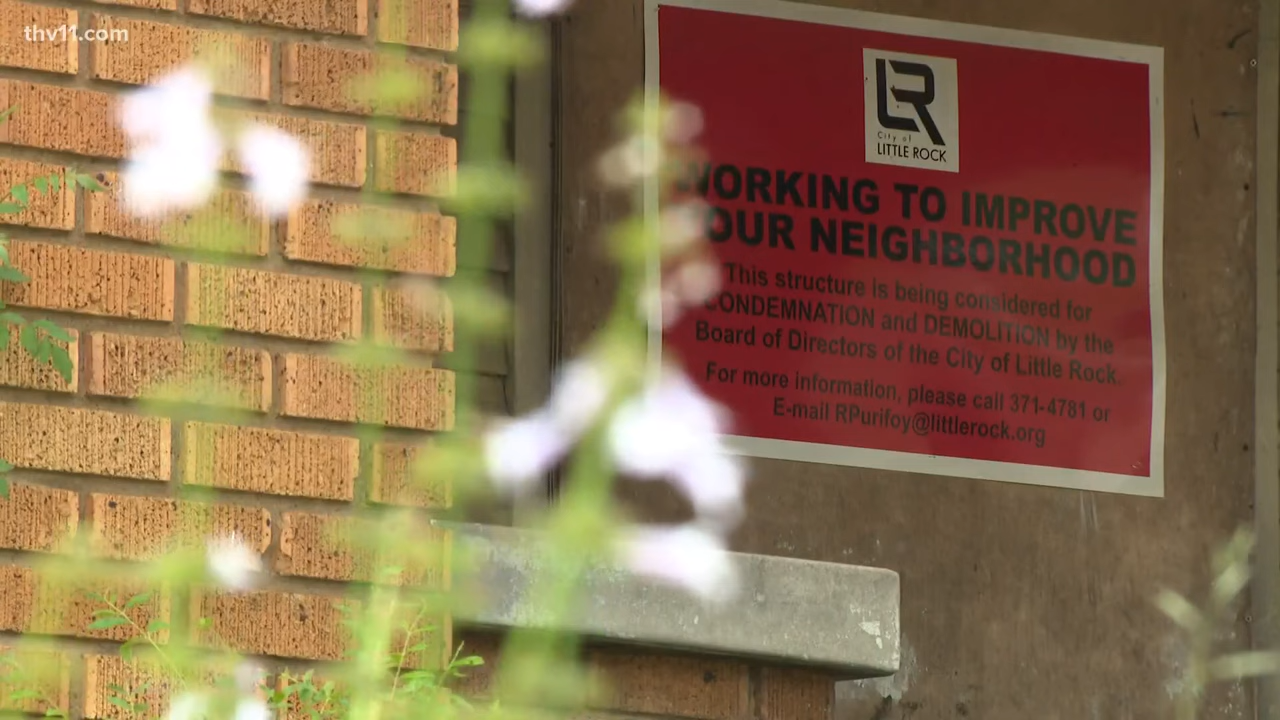 thv11.com
LR
City of
LITTLE ROCK
WORKING TO IMPROVE
YOUR NEIGHBORHOOD
This structure is being considered for
CONDEMNATION and DEMOLITION by the
Board of Directors of the City of Little Rock.
For more information, please call 371-4781 or
E-mail RPurifoy@littlerock.org